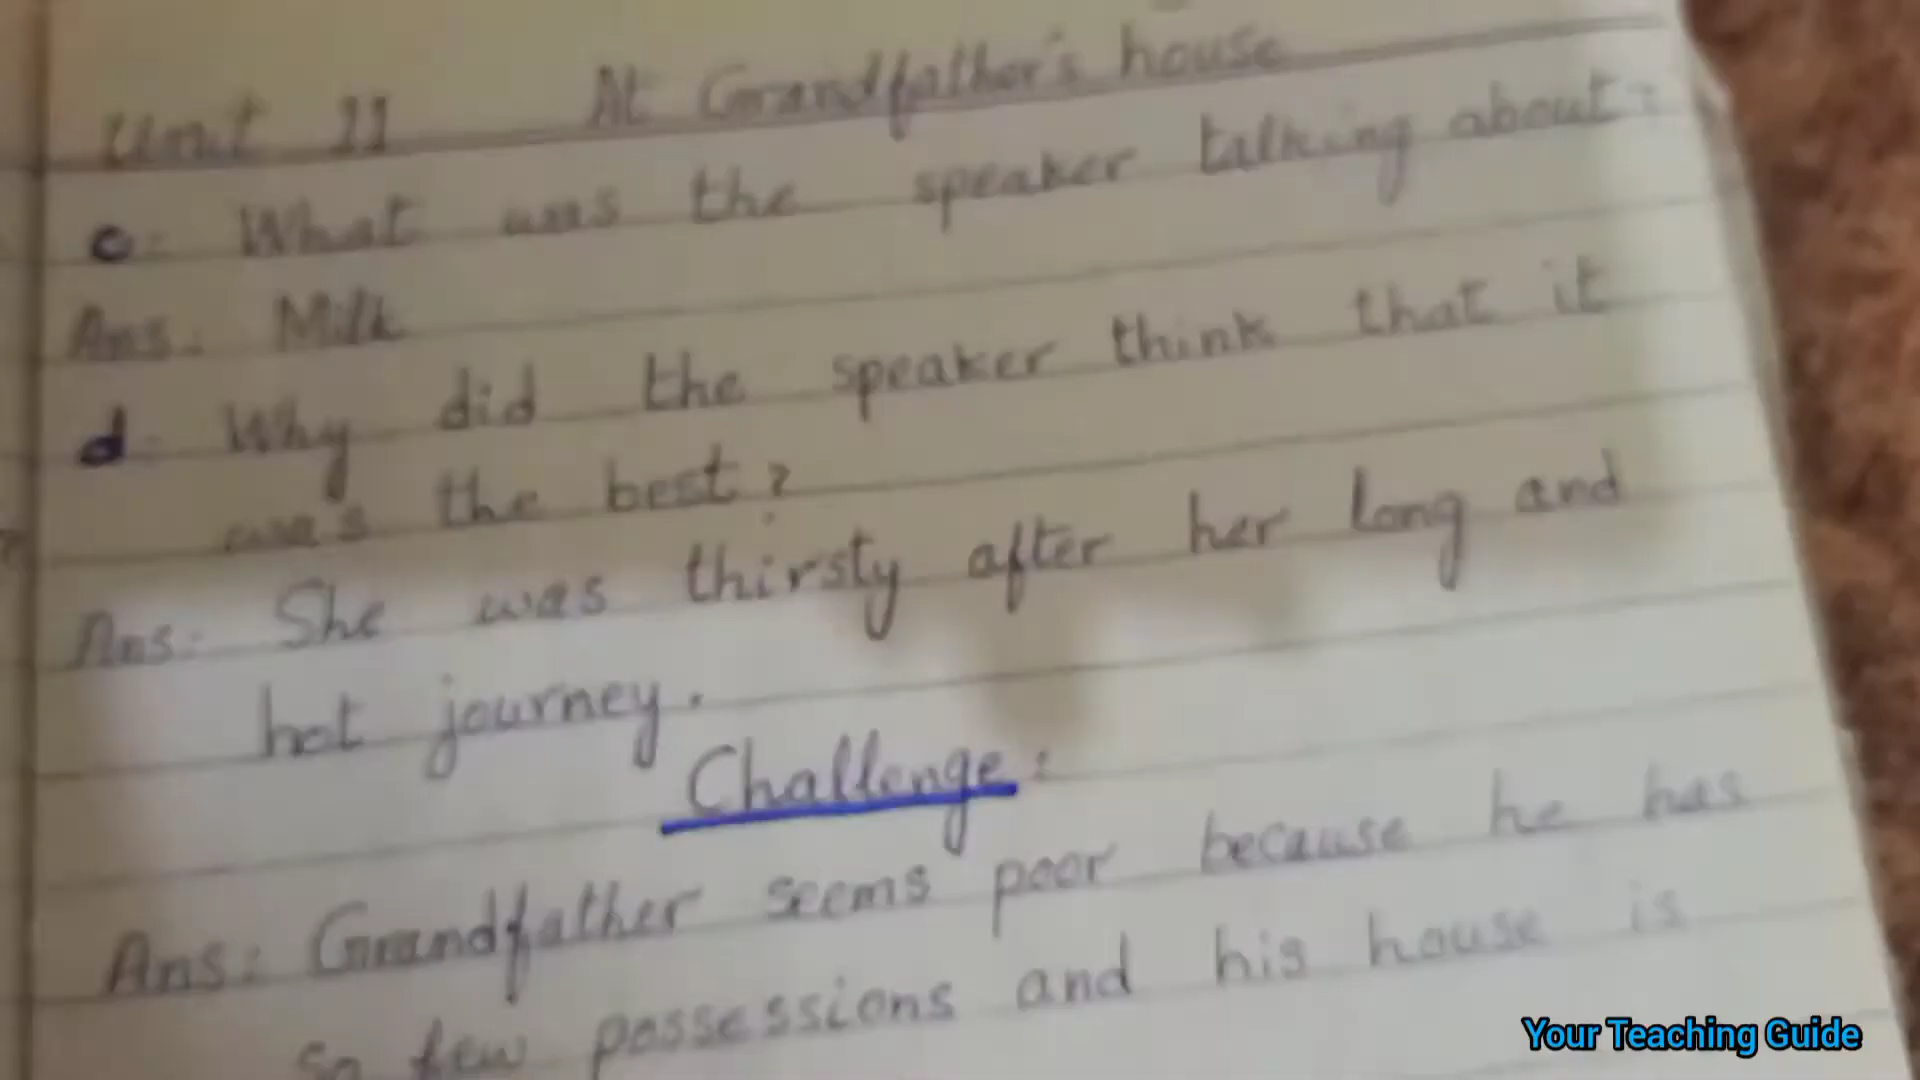 Unit 11 At Grandfather's house
c. What was the speaker talking about?
Ans. Milk
d. Why did the speaker think that it
was the best?
Ans. She was thirsty after her long and
hot journey.
Challenge:
Ans: Grandfather seems poor because he has
so few possessions and his house is
Your Teaching Guide